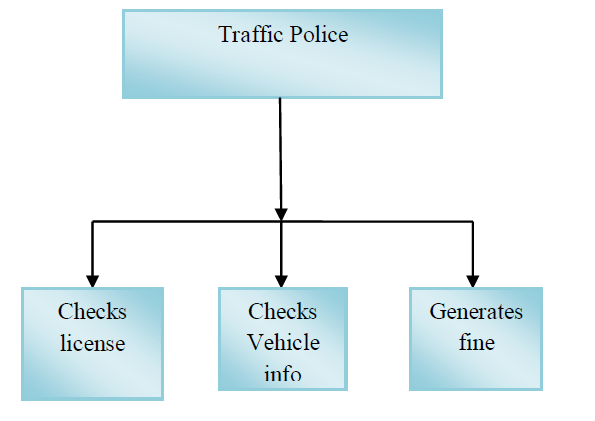 Traffic Police
Checks
license
Checks
Vehicle
info
Generates
fine